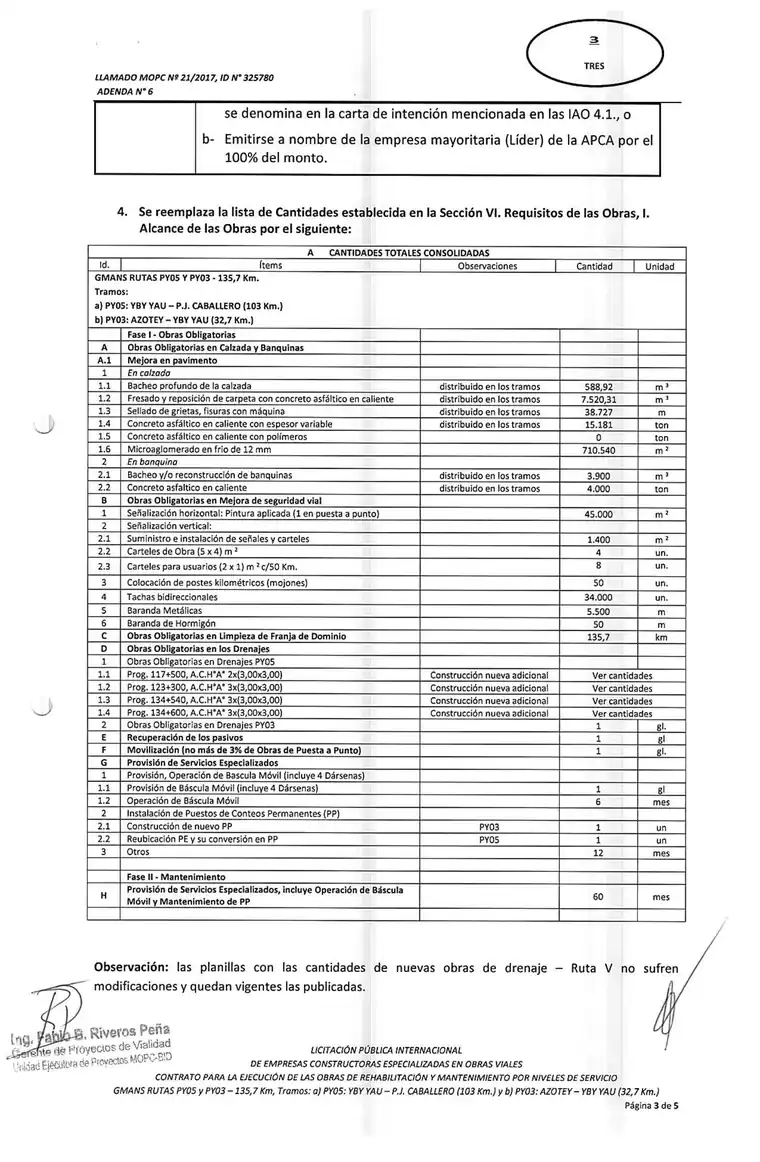 3
TRES
LLAMADO MOPC Nº 21/2017, ID N° 325780
ADENDA N° 6
se denomina en la carta de intención mencionada en las IAO 4.1., o
b- Emitirse a nombre de la empresa mayoritaria (Líder) de la APCA por el
100% del monto.
4. Se reemplaza la lista de Cantidades establecida en la Sección VI. Requisitos de las Obras, I.
Alcance de las Obras por el siguiente:
A CANTIDADES TOTALES CONSOLIDADAS
Id. Ítems Observaciones Cantidad Unidad
GMANS RUTAS PY05 Y PY03 - 135,7 Km.
Tramos:
a) PY05: YBY YAU – P.J. CABALLERO (103 Km.)
b) PY03: AZOTEY – YBY YAU (32,7 Km.)
Fase I - Obras Obligatorias
A Obras Obligatorias en Calzada y Banquinas
A.1 Mejora en pavimento
1 En calzada
1.1 Bacheo profundo de la calzada distribuido en los tramos 588,92 m ³
1.2 Fresado y reposición de carpeta con concreto asfáltico en caliente distribuido en los tramos 7.520,31 m ³
1.3 Sellado de grietas, fisuras con máquina distribuido en los tramos 38.727 m
1.4 Concreto asfáltico en caliente con espesor variable distribuido en los tramos 15.181 ton
1.5 Concreto asfáltico en caliente con polímeros 0 ton
1.6 Microaglomerado en frio de 12 mm 710.540 m ²
2 En banquina
2.1 Bacheo y/o reconstrucción de banquinas distribuido en los tramos 3.900 m ³
2.2 Concreto asfaltico en caliente distribuido en los tramos 4.000 ton
B Obras Obligatorias en Mejora de seguridad vial
1 Señalización horizontal: Pintura aplicada (1 en puesta a punto) 45.000 m ²
2 Señalización vertical:
2.1 Suministro e instalación de señales y carteles 1.400 m ²
2.2 Carteles de Obra (5 x 4) m ² 4 un.
2.3 Carteles para usuarios (2 x 1) m ² c/50 Km. 8 un.
3 Colocación de postes kilométricos (mojones) 50 un.
4 Tachas bidireccionales 34.000 un.
5 Baranda Metálicas 5.500 m
6 Baranda de Hormigón 50 m
C Obras Obligatorias en Limpieza de Franja de Dominio 135,7 km
D Obras Obligatorias en los Drenajes
1 Obras Obligatorias en Drenajes PY05
1.1 Prog. 117+500, A.C.H°A° 2x(3,00x3,00) Construcción nueva adicional Ver cantidades
1.2 Prog. 123+300, A.C.H°A° 3x(3,00x3,00) Construcción nueva adicional Ver cantidades
1.3 Prog. 134+540, A.C.H°A° 3x(3,00x3,00) Construcción nueva adicional Ver cantidades
1.4 Prog. 134+600, A.C.H°A° 3x(3,00x3,00) Construcción nueva adicional Ver cantidades
2 Obras Obligatorias en Drenajes PY03 1 gl.
E Recuperación de los pasivos 1 gl
F Movilización (no más de 3% de Obras de Puesta a Punto) 1 gl.
G Provisión de Servicios Especializados
1 Provisión, Operación de Bascula Móvil (incluye 4 Dársenas)
1.1 Provisión de Báscula Móvil (incluye 4 Dársenas) 1 gl
1.2 Operación de Báscula Móvil 6 mes
2 Instalación de Puestos de Conteos Permanentes (PP)
2.1 Construcción de nuevo PP PY03 1 un
2.2 Reubicación PE y su conversión en PP PY05 1 un
3 Otros 12 mes
Fase II - Mantenimiento
H Provisión de Servicios Especializados, incluye Operación de Báscula
Móvil y Mantenimiento de PP 60 mes
Observación: las planillas con las cantidades de nuevas obras de drenaje – Ruta V no sufren
modificaciones y quedan vigentes las publicadas.
Ing. Fabio B. Riveros Peña
Gerente de Proyectos de Vialidad
Unidad Ejecutora de Proyectos MOPC-BID
LICITACIÓN PÚBLICA INTERNACIONAL
DE EMPRESAS CONSTRUCTORAS ESPECIALIZADAS EN OBRAS VIALES
CONTRATO PARA LA EJECUCIÓN DE LAS OBRAS DE REHABILITACIÓN Y MANTENIMIENTO POR NIVELES DE SERVICIO
GMANS RUTAS PY05 y PY03 – 135,7 Km, Tramos: a) PY05: YBY YAU – P.J. CABALLERO (103 Km.) y b) PY03: AZOTEY – YBY YAU (32,7 Km.)
Página 3 de 5